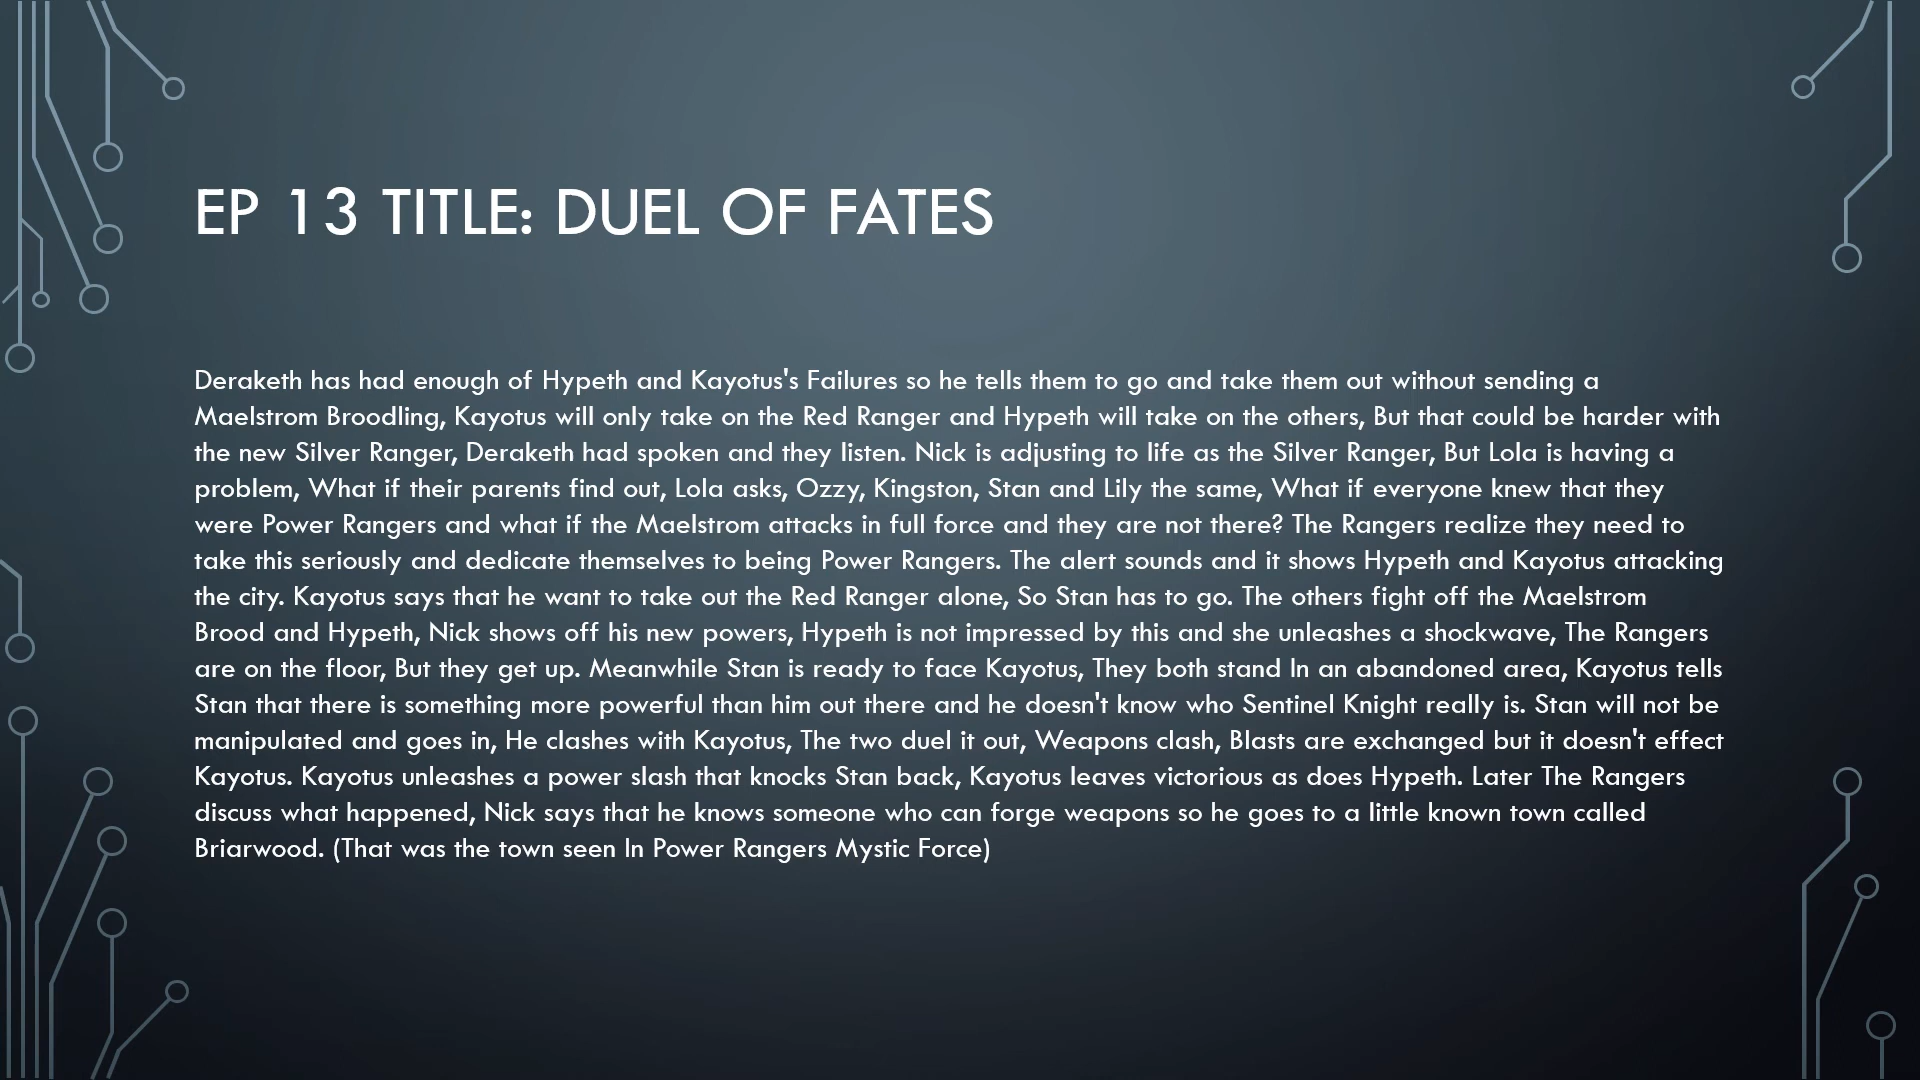 EP 13 TITLE: DUEL OF FATES
Deraketh has had enough of Hypeth and Kayotus's Failures so he tells them to go and take them out without sending a
Maelstrom Broodling, Kayotus will only take on the Red Ranger and Hypeth will take on the others, But that could be harder with
the new Silver Ranger, Deraketh had spoken and they listen. Nick is adjusting to life as the Silver Ranger, But Lola is having a
problem, What if their parents find out, Lola asks, Ozzy, Kingston, Stan and Lily the same, What if everyone knew that they
were Power Rangers and what if the Maelstrom attacks in full force and they are not there? The Rangers realize they need to
take this seriously and dedicate themselves to being Power Rangers. The alert sounds and it shows Hypeth and Kayotus attacking
the city. Kayotus says that he want to take out the Red Ranger alone, So Stan has to go. The others fight off the Maelstrom
Brood and Hypeth, Nick shows off his new powers, Hypeth is not impressed by this and she unleashes a shockwave, The Rangers
are on the floor, But they get up. Meanwhile Stan is ready to face Kayotus, They both stand In an abandoned area, Kayotus tells
Stan that there is something more powerful than him out there and he doesn't know who Sentinel Knight really is. Stan will not be
manipulated and goes in, He clashes with Kayotus, The two duel it out, Weapons clash, Blasts are exchanged but it doesn't effect
Kayotus. Kayotus unleashes a power slash that knocks Stan back, Kayotus leaves victorious as does Hypeth. Later The Rangers
discuss what happened, Nick says that he knows someone who can forge weapons so he goes to a little known town called
Briarwood. (That was the town seen In Power Rangers Mystic Force)